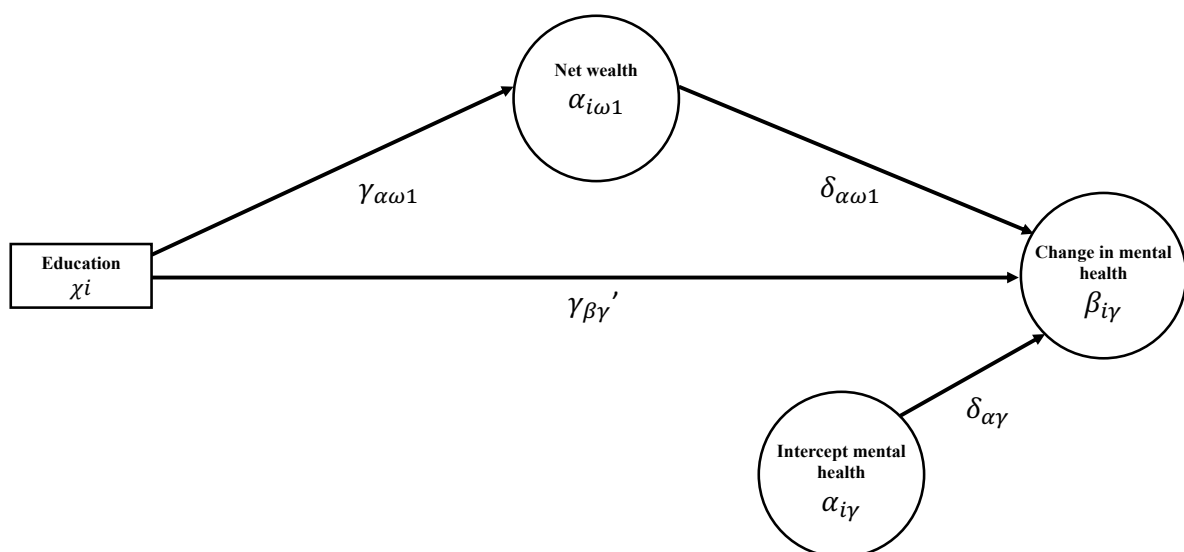 Net wealth
α_{iω1}
γ_{αω1}
δ_{αω1}
Education
χi
γ_{βγ}’
Change in mental
health
β_{iγ}
δ_{αγ}
Intercept mental
health
α_{iγ}